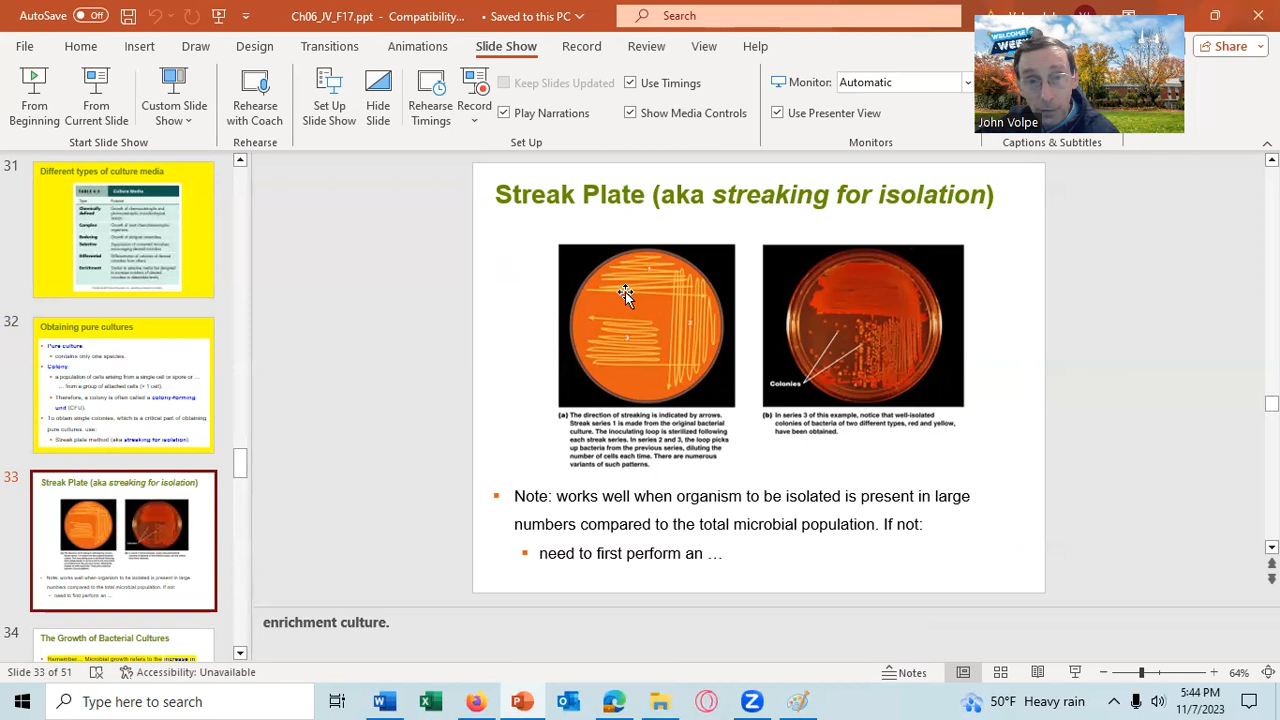 Ch06_JV_F17.pptx
(Compatibility...
Search
File
Home
Insert
Draw
Design
Transitions
Animations
Slide Show
Record
Review
View
Help
Share
WELCOME
WEEK
John Volpe
From
Beginning
From
Current Slide
Custom Slide
Show
Rehearse
with Coach
Set Up
Slide Show
Hide
Slide
Rehearse
Timings
Record
Keep Slides Updated
Use Timings
Play Narrations
Show Media Controls
Monitor:
Automatic
Use Presenter View
Start Slide Show
Rehearse
Set Up
Monitors
Captions & Subtitles
31
Different types of culture media
32
Obtaining pure cultures
Pure culture:
contains only one species.
Colony:
a population of cells arising from a single cell or spore or ...
... from a group of attached cells (> 1 cell).
Therefore, a colony is often called a colony-forming
unit (CFU).
To obtain single colonies, which is a critical part of obtaining
pure cultures, use:
Streak plate method (aka streaking for isolation)
33
Streak Plate (aka streaking for isolation)
Note: works well when organism to be isolated is present in large
numbers compared to the total microbial population. If not:
need to first perform an ...
34
The Growth of Bacterial Cultures
Remember... Microbial growth refers to the increase in
Streak Plate (aka streaking for isolation)
1
2
3
Colonies
(a) The direction of streaking is indicated by arrows.
Streak series 1 is made from the original bacterial
culture. The inoculating loop is sterilized following
each streak series. In series 2 and 3, the loop picks
up bacteria from the previous series, diluting the
number of cells each time. There are numerous
variants of such patterns.
(b) In series 3 of this example, notice that well-isolated
colonies of bacteria of two different types, red and yellow,
have been obtained.
Note: works well when organism to be isolated is present in large
numbers compared to the total microbial population. If not:
need to first perform an …
enrichment culture.
Slide 33 of 51
Accessibility: Unavailable
Notes
64%
Type here to search
50°F
Cloudy
5:44 PM
11/7/2023